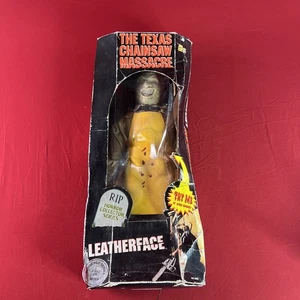 THE TEXAS
CHAINSAW
MASSACRE
RIP
HORROR
COLLECTOR
SERIES
TRY ME
LEATHERFACE